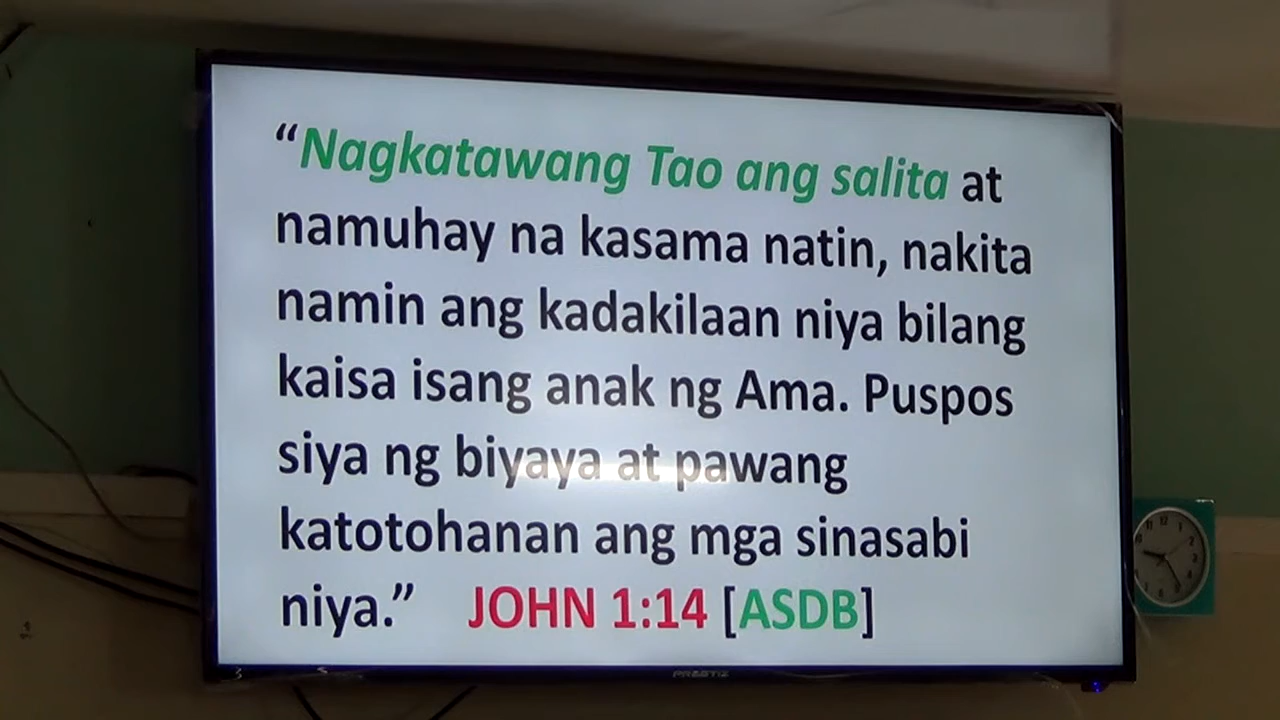 “Nagkatawang Tao ang salita at
namuhay na kasama natin, nakita
namin ang kadakilaan niya bilang
kaisa isang anak ng Ama. Puspos
siya ng biyaya at pawang
katotohanan ang mga sinasabi
niya.” JOHN 1:14 [ASDB]